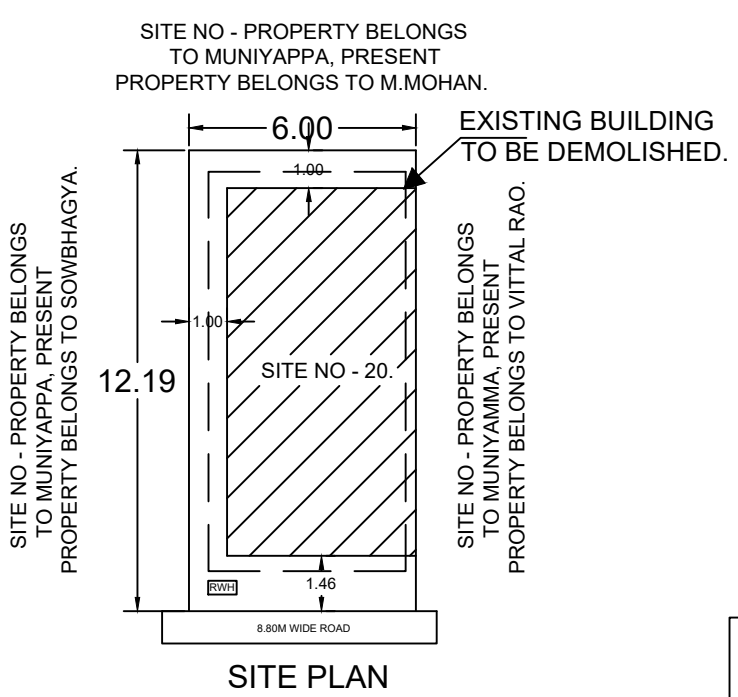 SITE NO - PROPERTY BELONGS
TO MUNIYAPPA, PRESENT
PROPERTY BELONGS TO M.MOHAN.
6.00
EXISTING BUILDING
TO BE DEMOLISHED.
1.00
SITE NO - PROPERTY BELONGS
TO MUNIYAPPA, PRESENT
PROPERTY BELONGS TO SOWBHAGYA.
12.19
1.00
SITE NO - 20.
SITE NO - PROPERTY BELONGS
TO MUNIYAMMA, PRESENT
PROPERTY BELONGS TO VITTAL RAO.
RWH
1.46
8.80M WIDE ROAD
SITE PLAN